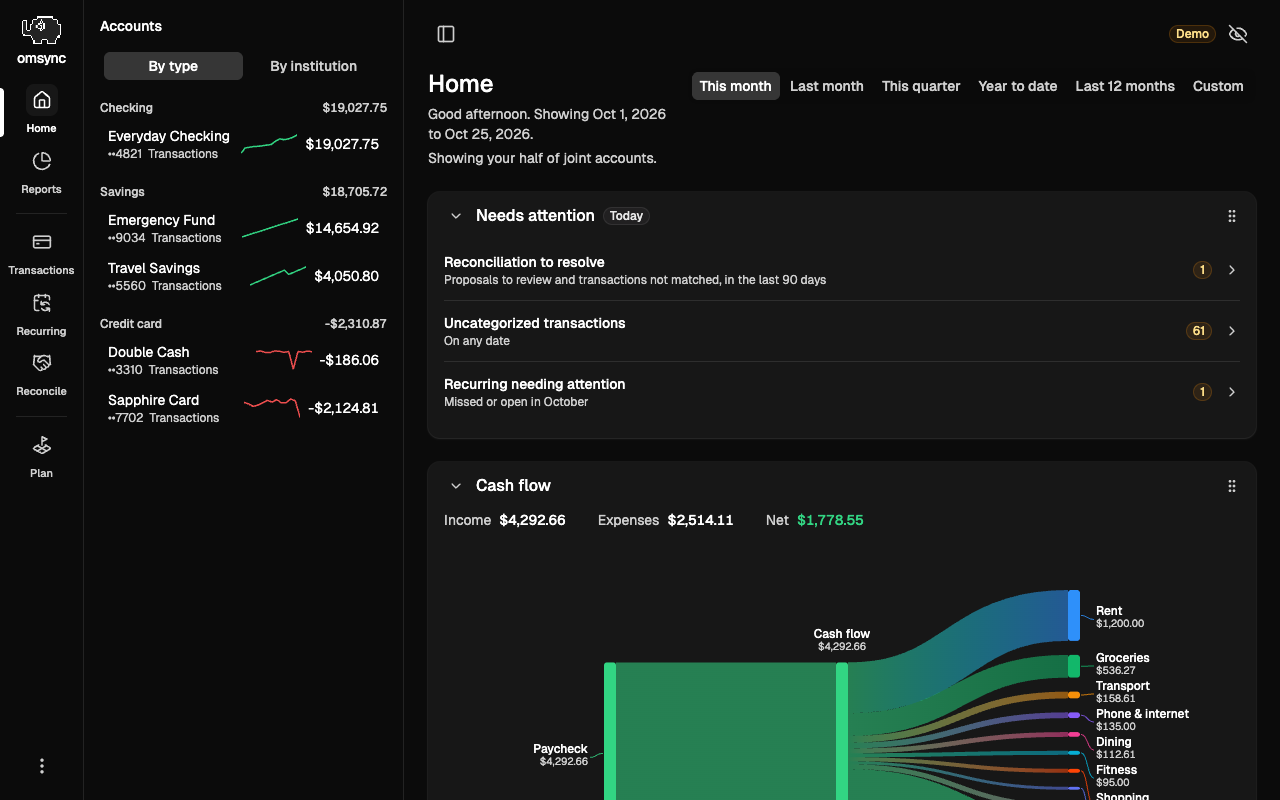 omsync
Home
Reports
Transactions
Recurring
Reconcile
Plan
Accounts
By type
By institution
Checking
$19,027.75
Everyday Checking
••4821 Transactions
$19,027.75
Savings
$18,705.72
Emergency Fund
••9034 Transactions
$14,654.92
Travel Savings
••5560 Transactions
$4,050.80
Credit card
-$2,310.87
Double Cash
••3310 Transactions
-$186.06
Sapphire Card
••7702 Transactions
-$2,124.81
Demo
Home
This month
Last month
This quarter
Year to date
Last 12 months
Custom
Good afternoon. Showing Oct 1, 2026
to Oct 25, 2026.
Showing your half of joint accounts.
Needs attention
Today
Reconciliation to resolve
Proposals to review and transactions not matched, in the last 90 days
1
Uncategorized transactions
On any date
61
Recurring needing attention
Missed or open in October
1
Cash flow
Income $4,292.66
Expenses $2,514.11
Net $1,778.55
Cash flow
$4,292.66
Paycheck
$4,292.66
Rent
$1,200.00
Groceries
$536.27
Transport
$158.61
Phone & internet
$135.00
Dining
$112.61
Fitness
$95.00
Shopping